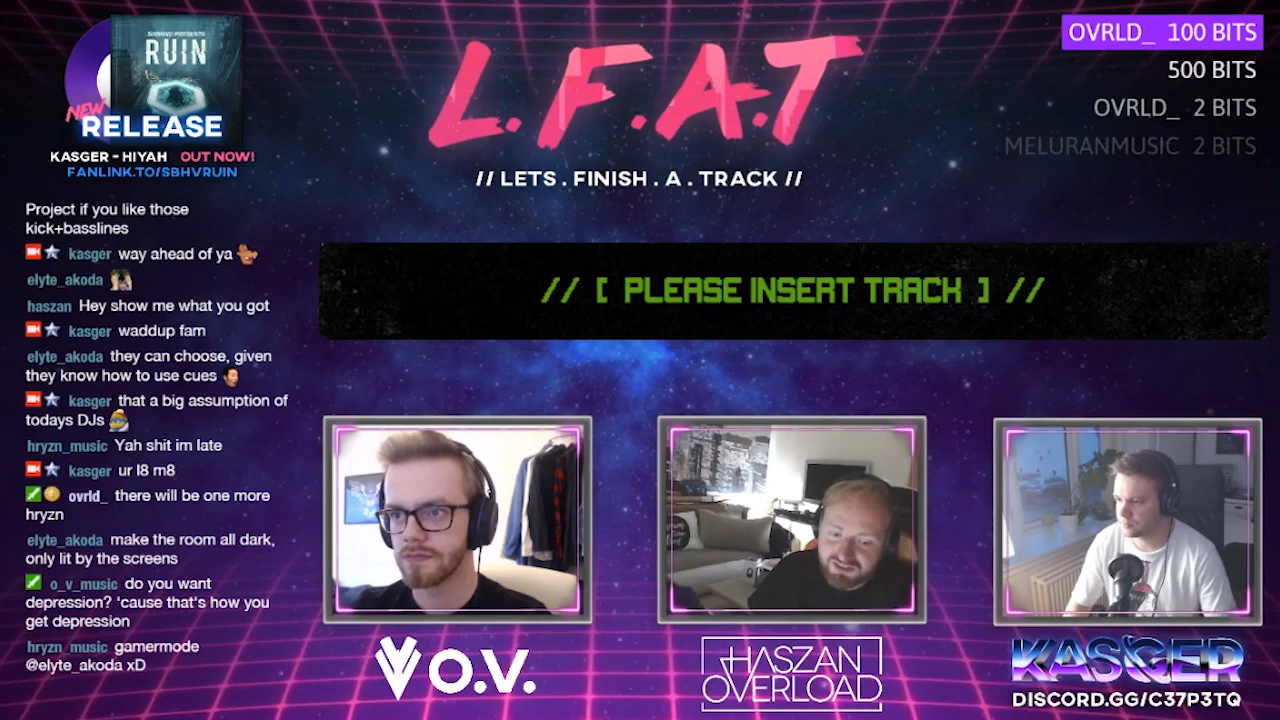 RUIN
NEW
RELEASE
KASGER - HIYAH OUT NOW!
FANLINK.TO/SBHVRUIN
L.F.A.T
// LETS . FINISH . A . TRACK //
OVRLD_ 100 BITS
500 BITS
OVRLD_ 2 BITS
MELURANMUSIC 2 BITS
Project if you like those
kick+basslines
kasger way ahead of ya
elyte_akoda
haszan Hey show me what you got
kasger waddup fam
elyte_akoda they can choose, given
they know how to use cues
kasger that a big assumption of
todays DJs
hryzn_music Yah shit im late
kasger ur l8 m8
ovrld_ there will be one more
hryzn
elyte_akoda make the room all dark,
only lit by the screens
o_v_music do you want
depression? 'cause that's how you
get depression
hryzn_music gamermode
@elyte_akoda xD
// [ PLEASE INSERT TRACK ] //
O.V.
HASZAN
OVERLOAD
KASGER
DISCORD.GG/C37P3TQ